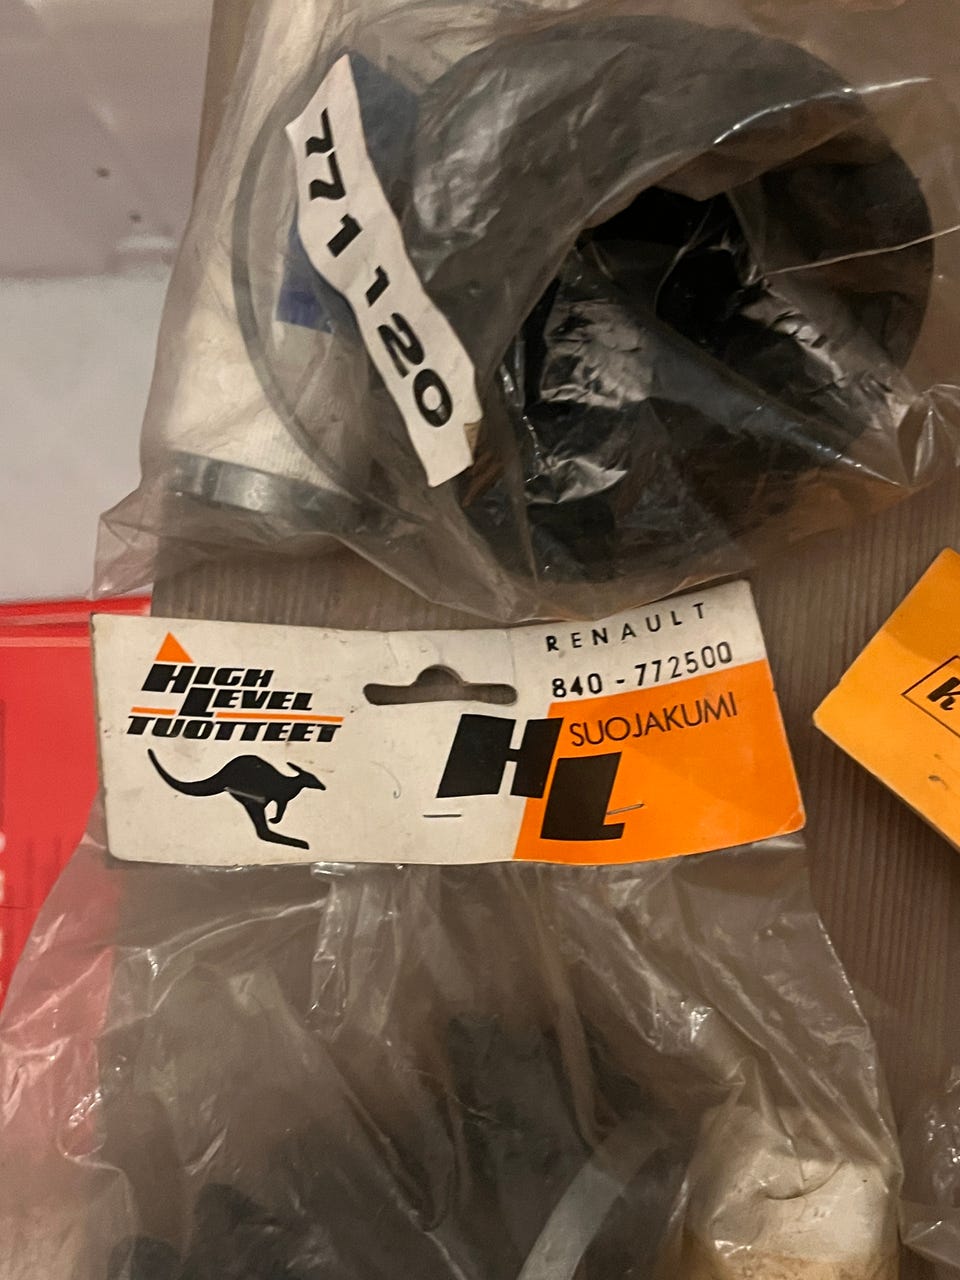 771120
HIGH
LEVEL
TUOTTEET
RENAULT
840-772500
SUOJAKUMI
HL
K